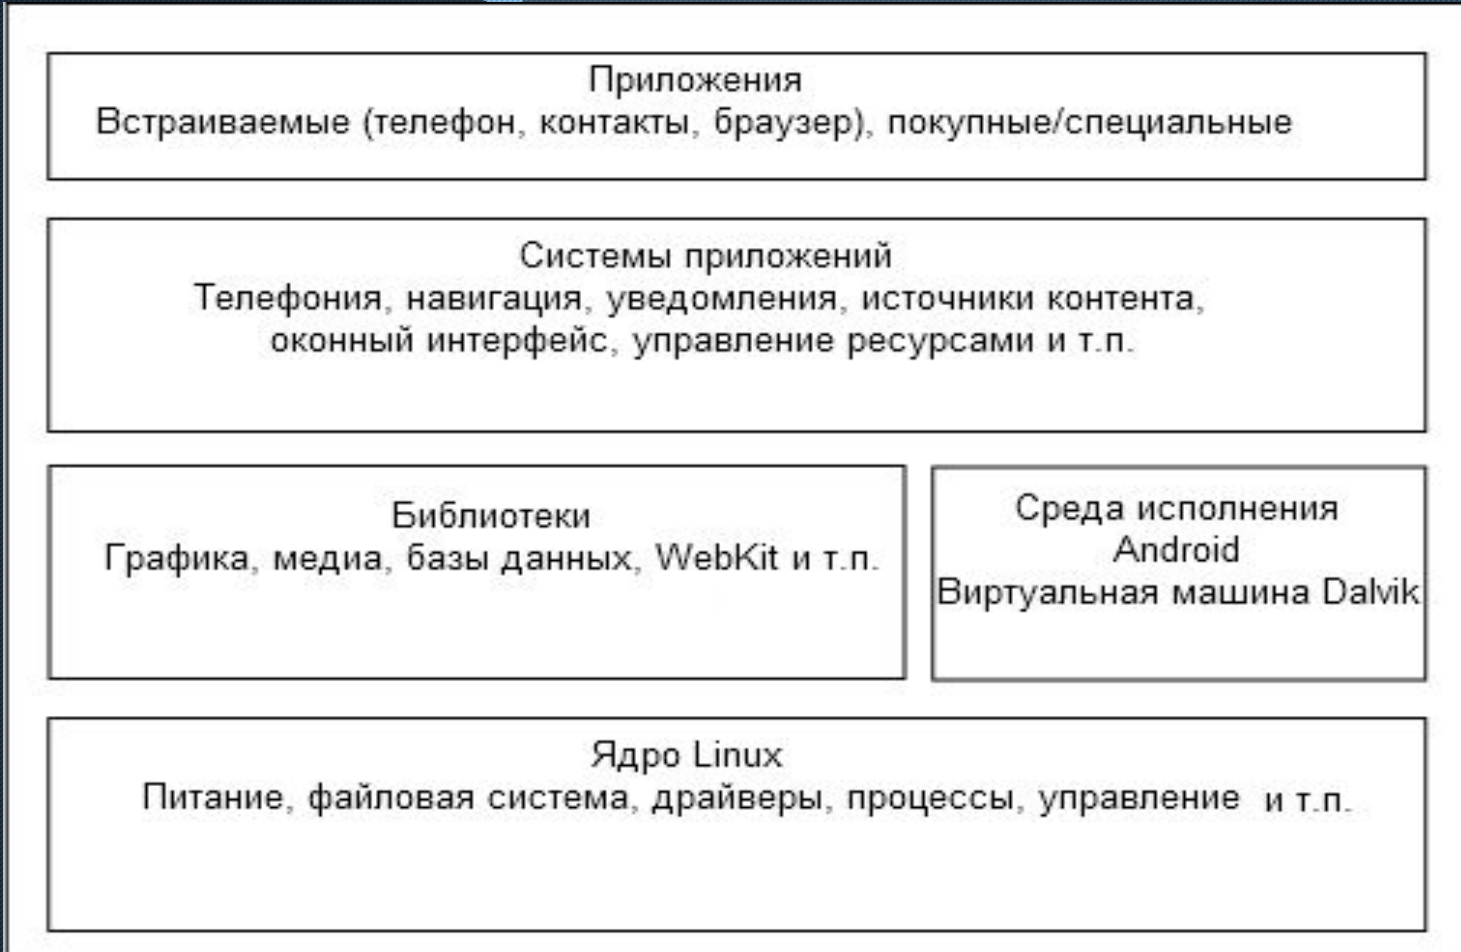 Приложения
Встраиваемые (телефон, контакты, браузер), покупные/специальные
Системы приложений
Телефония, навигация, уведомления, источники контента,
оконный интерфейс, управление ресурсами и т.п.
Библиотеки
Графика, медиа, базы данных, WebKit и т.п.
Среда исполнения
Android
Виртуальная машина Dalvik
Ядро Linux
Питание, файловая система, драйверы, процессы, управление и т.п.